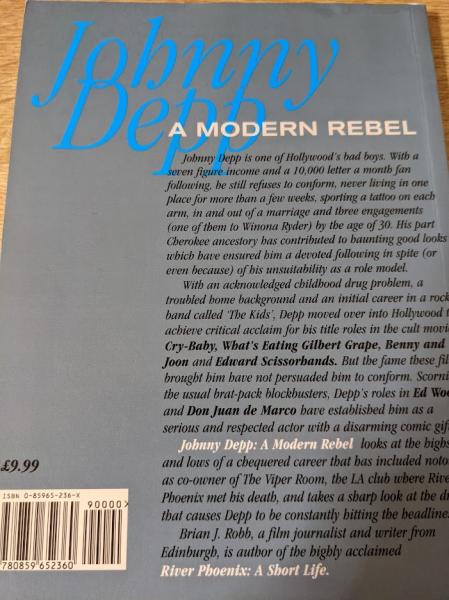 Johnny
Depp
A MODERN REBEL
Johnny Depp is one of Hollywood's bad boys. With a
seven figure income and a 10,000 letter a month fan
following, he still refuses to conform, never living in one
place for more than a few weeks, sporting a tattoo on each
arm, in and out of a marriage and three engagements
(one of them to Winona Ryder) by the age of 30. His part
Cherokee ancestory has contributed to haunting good looks
which have ensured him a devoted following in spite (or
even because) of his unsuitability as a role model.
With an acknowledged childhood drug problem, a
troubled home background and an initial career in a rock
band called 'The Kids', Depp moved over into Hollywood t
achieve critical acclaim for his title roles in the cult movi
Cry-Baby, What's Eating Gilbert Grape, Benny and
Joon and Edward Scissorhands. But the fame these fil
brought him have not persuaded him to conform. Scorni
the usual brat-pack blockbusters, Depp's roles in Ed Woo
and Don Juan de Marco have established him as a
serious and respected actor with a disarming comic gif
Johnny Depp: A Modern Rebel looks at the highs
and lows of a chequered career that has included noto
as co-owner of The Viper Room, the LA club where Rive
Phoenix met his death, and takes a sharp look at the dr
that causes Depp to be constantly hitting the headline
Brian J. Robb, a film journalist and writer from
Edinburgh, is author of the highly acclaimed
River Phoenix: A Short Life.
£9.99
ISBN 0-85965-236-X
90000>
780859 652360